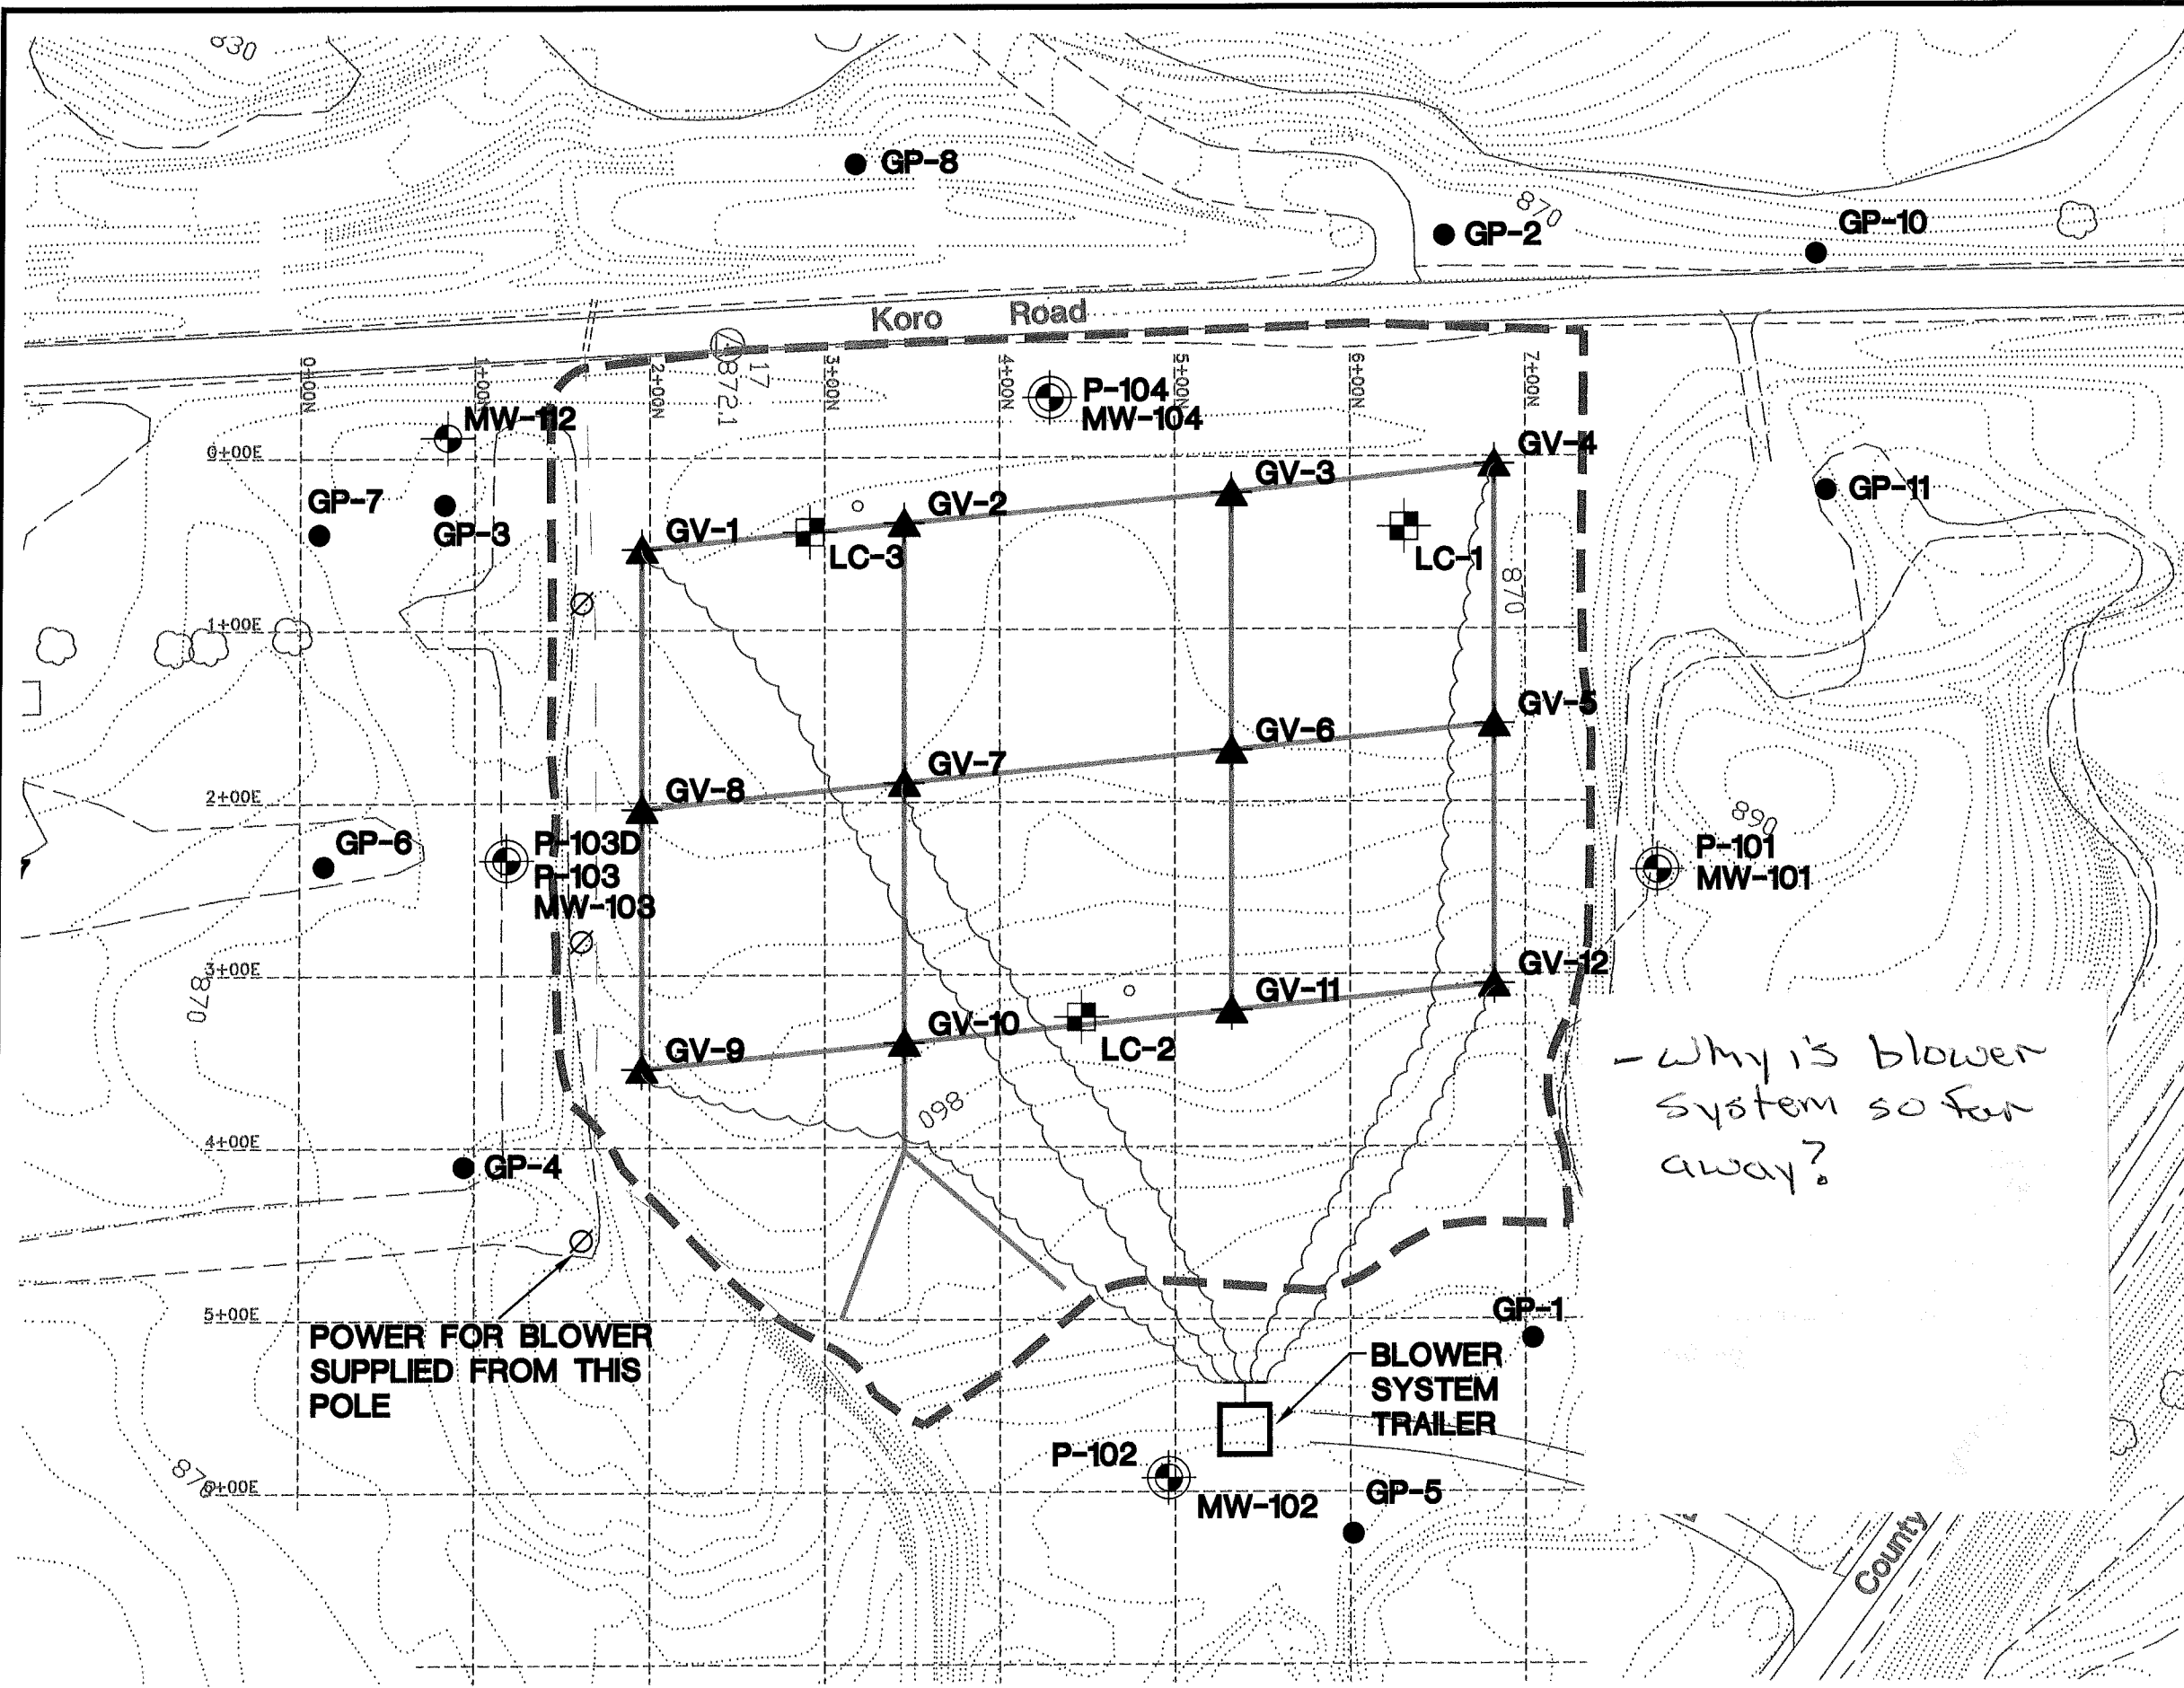 830
GP-8
870
GP-2
GP-10
Koro Road
17
872.1
0+00N
1+00N
2+00N
3+00N
4+00N
5+00N
6+00N
7+00N
P-104
MW-104
MW-112
0+00E
GV-4
GV-3
GP-11
GP-7
GV-2
GP-3
GV-1
LC-3
LC-1
870
1+00E
GV-5
GV-6
GV-7
GV-8
2+00E
890
GP-6
P-103D
P-103
MW-103
P-101
MW-101
3+00E
GV-12
870
GV-11
GV-10
GV-9
LC-2
- Why is blower
system so far
away?
860
4+00E
GP-4
5+00E
GP-1
POWER FOR BLOWER
SUPPLIED FROM THIS
POLE
BLOWER
SYSTEM
TRAILER
P-102
870
6+00E
MW-102
GP-5
County